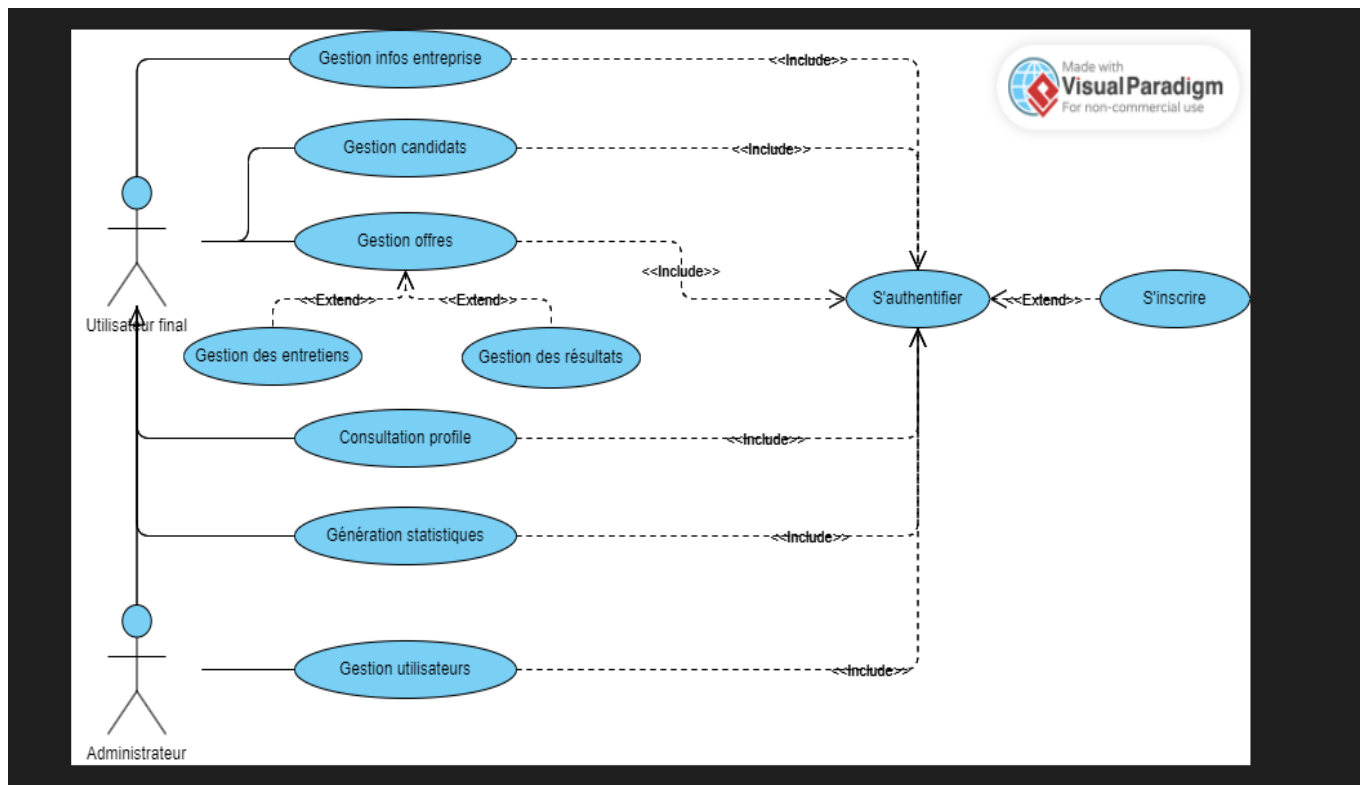 Gestion infos entreprise
<<Include>>
Made with
Visual Paradigm
For non-commercial use
Gestion candidats
<<Include>>
Gestion offres
<<Include>>
<<Extend>>
<<Extend>>
S'authentifier
<<Extend>>
S'inscrire
Utilisateur final
Gestion des entretiens
Gestion des résultats
Consultation profile
<<Include>>
Génération statistiques
<<Include>>
Gestion utilisateurs
<<Include>>
Administrateur